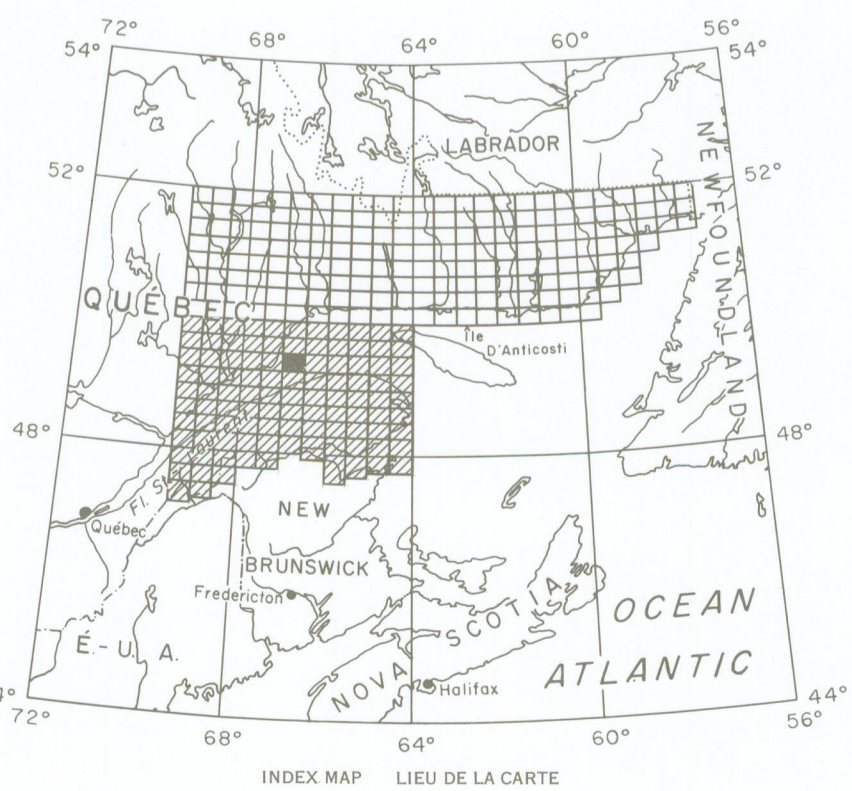 72°
68°
64°
60°
56°
54°
54°
LABRADOR
52°
52°
NEWFOUNDLAND
QUÉBEC
Île
D'Anticosti
48°
48°
Fl. St
aurent
Québec
NEW
BRUNSWICK
Fredericton
É.-U.A.
NOVA SCOTIA
Halifax
OCEAN
ATLANTIC
4°
44°
72°
68°
64°
60°
56°
INDEX MAP LIEU DE LA CARTE